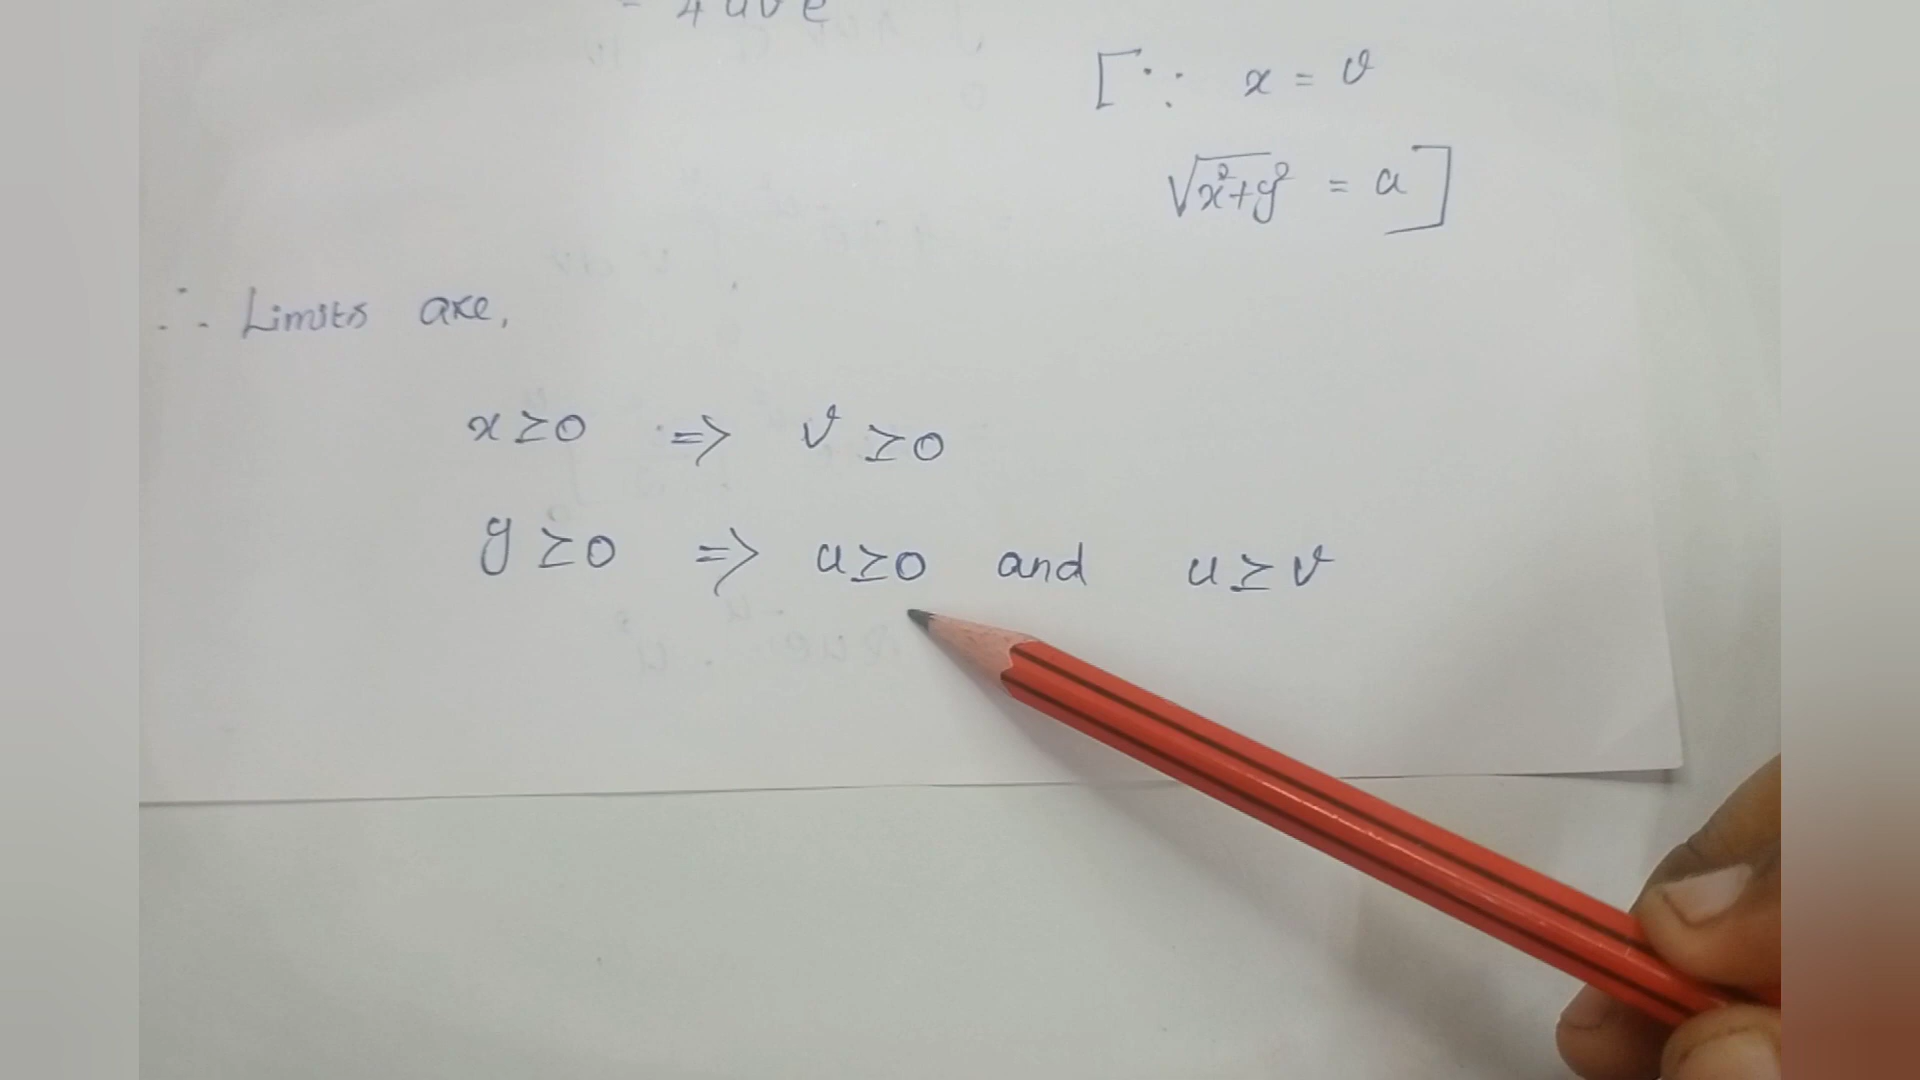 [∵ x = v
√x²+y² = u]
∴ Limits are,
x ≥ 0 => v ≥ 0
y ≥ 0 => u ≥ 0 and u ≥ v